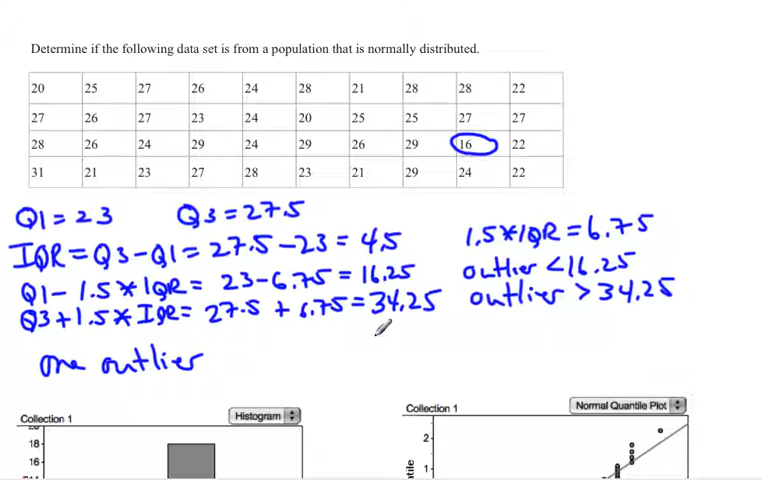 Determine if the following data set is from a population that is normally distributed.
20 25 27 26 24 28 21 28 28 22
27 26 27 23 24 20 25 25 27 27
28 26 24 29 24 29 26 29 16 22
31 21 23 27 28 23 21 29 24 22
Q1 = 23 Q3 = 27.5
IQR = Q3 - Q1 = 27.5 - 23 = 4.5
1.5 * IQR = 6.75
Q1 - 1.5 * IQR = 23 - 6.75 = 16.25
outlier < 16.25
Q3 + 1.5 * IQR = 27.5 + 6.75 = 34.25
outlier > 34.25
one outlier
Collection 1 Histogram
Collection 1 Normal Quantile Plot
18
16
2
1